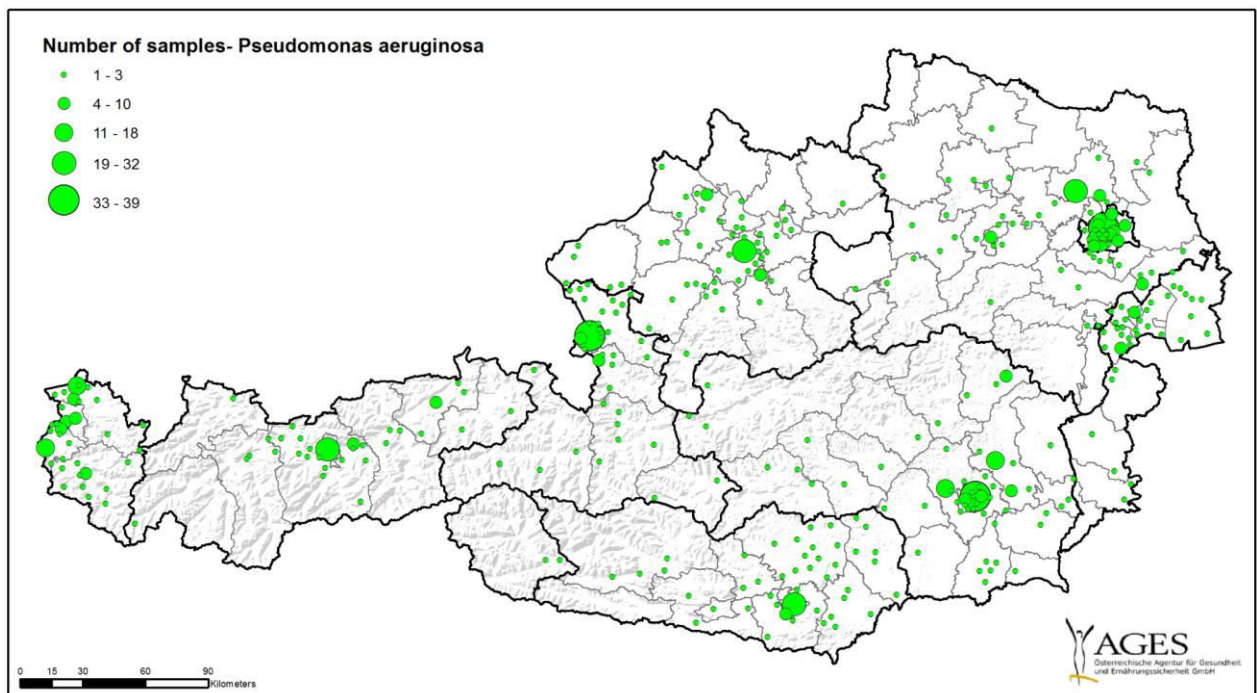 Number of samples- Pseudomonas aeruginosa
1 - 3
4 - 10
11 - 18
19 - 32
33 - 39
0 15 30 60 90
Kilometers
AGES
Österreichische Agentur für Gesundheit
und Ernährungssicherheit GmbH